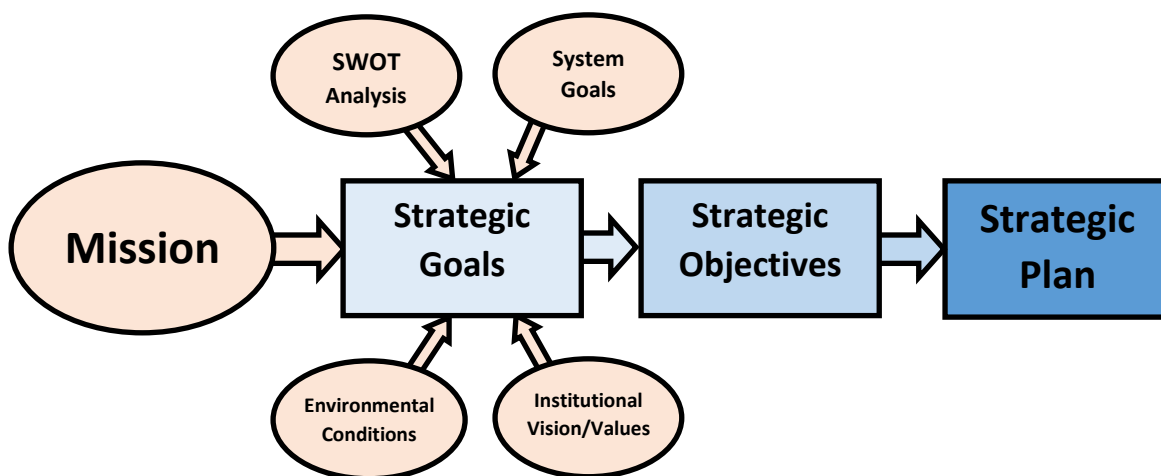 SWOT
Analysis
System
Goals
Mission
Strategic
Goals
Strategic
Objectives
Strategic
Plan
Environmental
Conditions
Institutional
Vision/Values